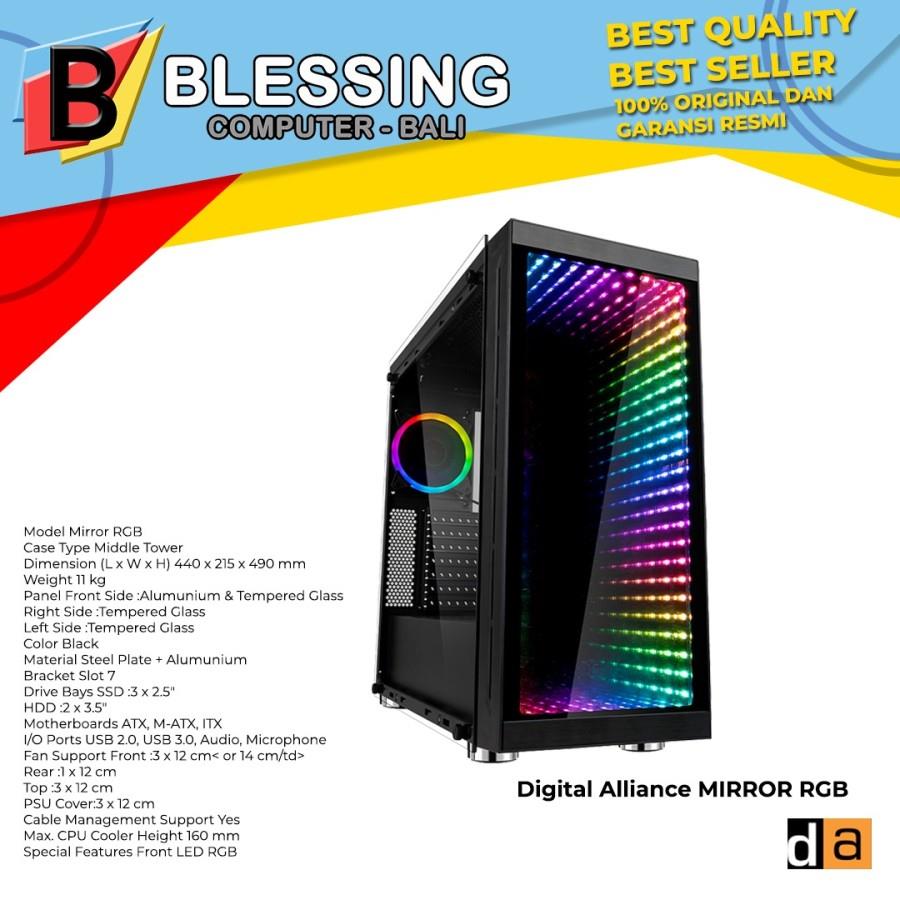 B BLESSING
COMPUTER - BALI
BEST QUALITY
BEST SELLER
100% ORIGINAL DAN
GARANSI RESMI
Model Mirror RGB
Case Type Middle Tower
Dimension (L x W x H) 440 x 215 x 490 mm
Weight 11 kg
Panel Front Side :Alumunium & Tempered Glass
Right Side :Tempered Glass
Left Side :Tempered Glass
Color Black
Material Steel Plate + Alumunium
Bracket Slot 7
Drive Bays SSD :3 x 2.5"
HDD :2 x 3.5"
Motherboards ATX, M-ATX, ITX
I/O Ports USB 2.0, USB 3.0, Audio, Microphone
Fan Support Front :3 x 12 cm< or 14 cm/td>
Rear :1 x 12 cm
Top :3 x 12 cm
PSU Cover:3 x 12 cm
Cable Management Support Yes
Max. CPU Cooler Height 160 mm
Special Features Front LED RGB
Digital Alliance MIRROR RGB
da